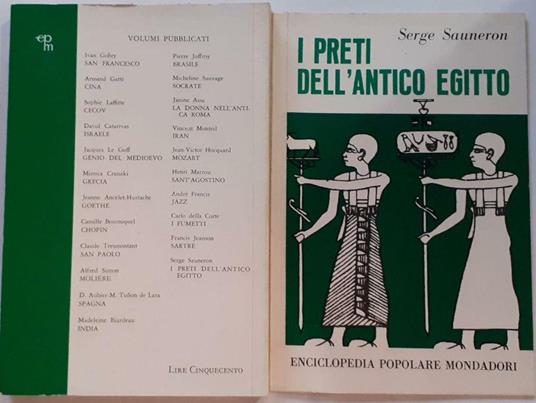 epm
VOLUMI PUBBLICATI
Ivan Gobry
SAN FRANCESCO
Armand Gatti
CINA
Sophie Laffitte
CECOV
David Catarivas
ISRAELE
Jacques Le Goff
GENIO DEL MEDIOEVO
Monica Cranaki
GRECIA
Jeanne Ancelet-Hustache
GOETHE
Camille Bourniquel
CHOPIN
Claude Tresmontant
SAN PAOLO
Alfred Simon
MOLIÈRE
D. Aubier-M. Tuñon de Lara
SPAGNA
Madeleine Biardeau
INDIA
Pierre Joffroy
BRASILE
Micheline Sauvage
SOCRATE
Janine Assa
LA DONNA NELL'ANTI-
CA ROMA
Vincent Monteil
IRAN
Jean-Victor Hocquard
MOZART
Henri Marrou
SANT'AGOSTINO
André Francis
JAZZ
Carlo della Corte
I FUMETTI
Francis Jeanson
SARTRE
Serge Sauneron
I PRETI DELL'ANTICO
EGITTO
LIRE CINQUECENTO
Serge Sauneron
I PRETI
DELL'ANTICO EGITTO
ENCICLOPEDIA POPOLARE MONDADORI